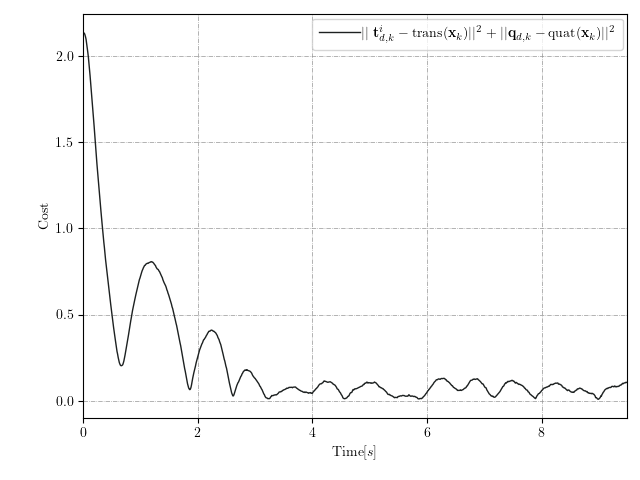 || t^i_{d,k} − trans(x_k)||^2 + ||q_{d,k} − quat(x_k)||^2
2.0
1.5
1.0
0.5
0.0
Cost
0 2 4 6 8
Time[s]